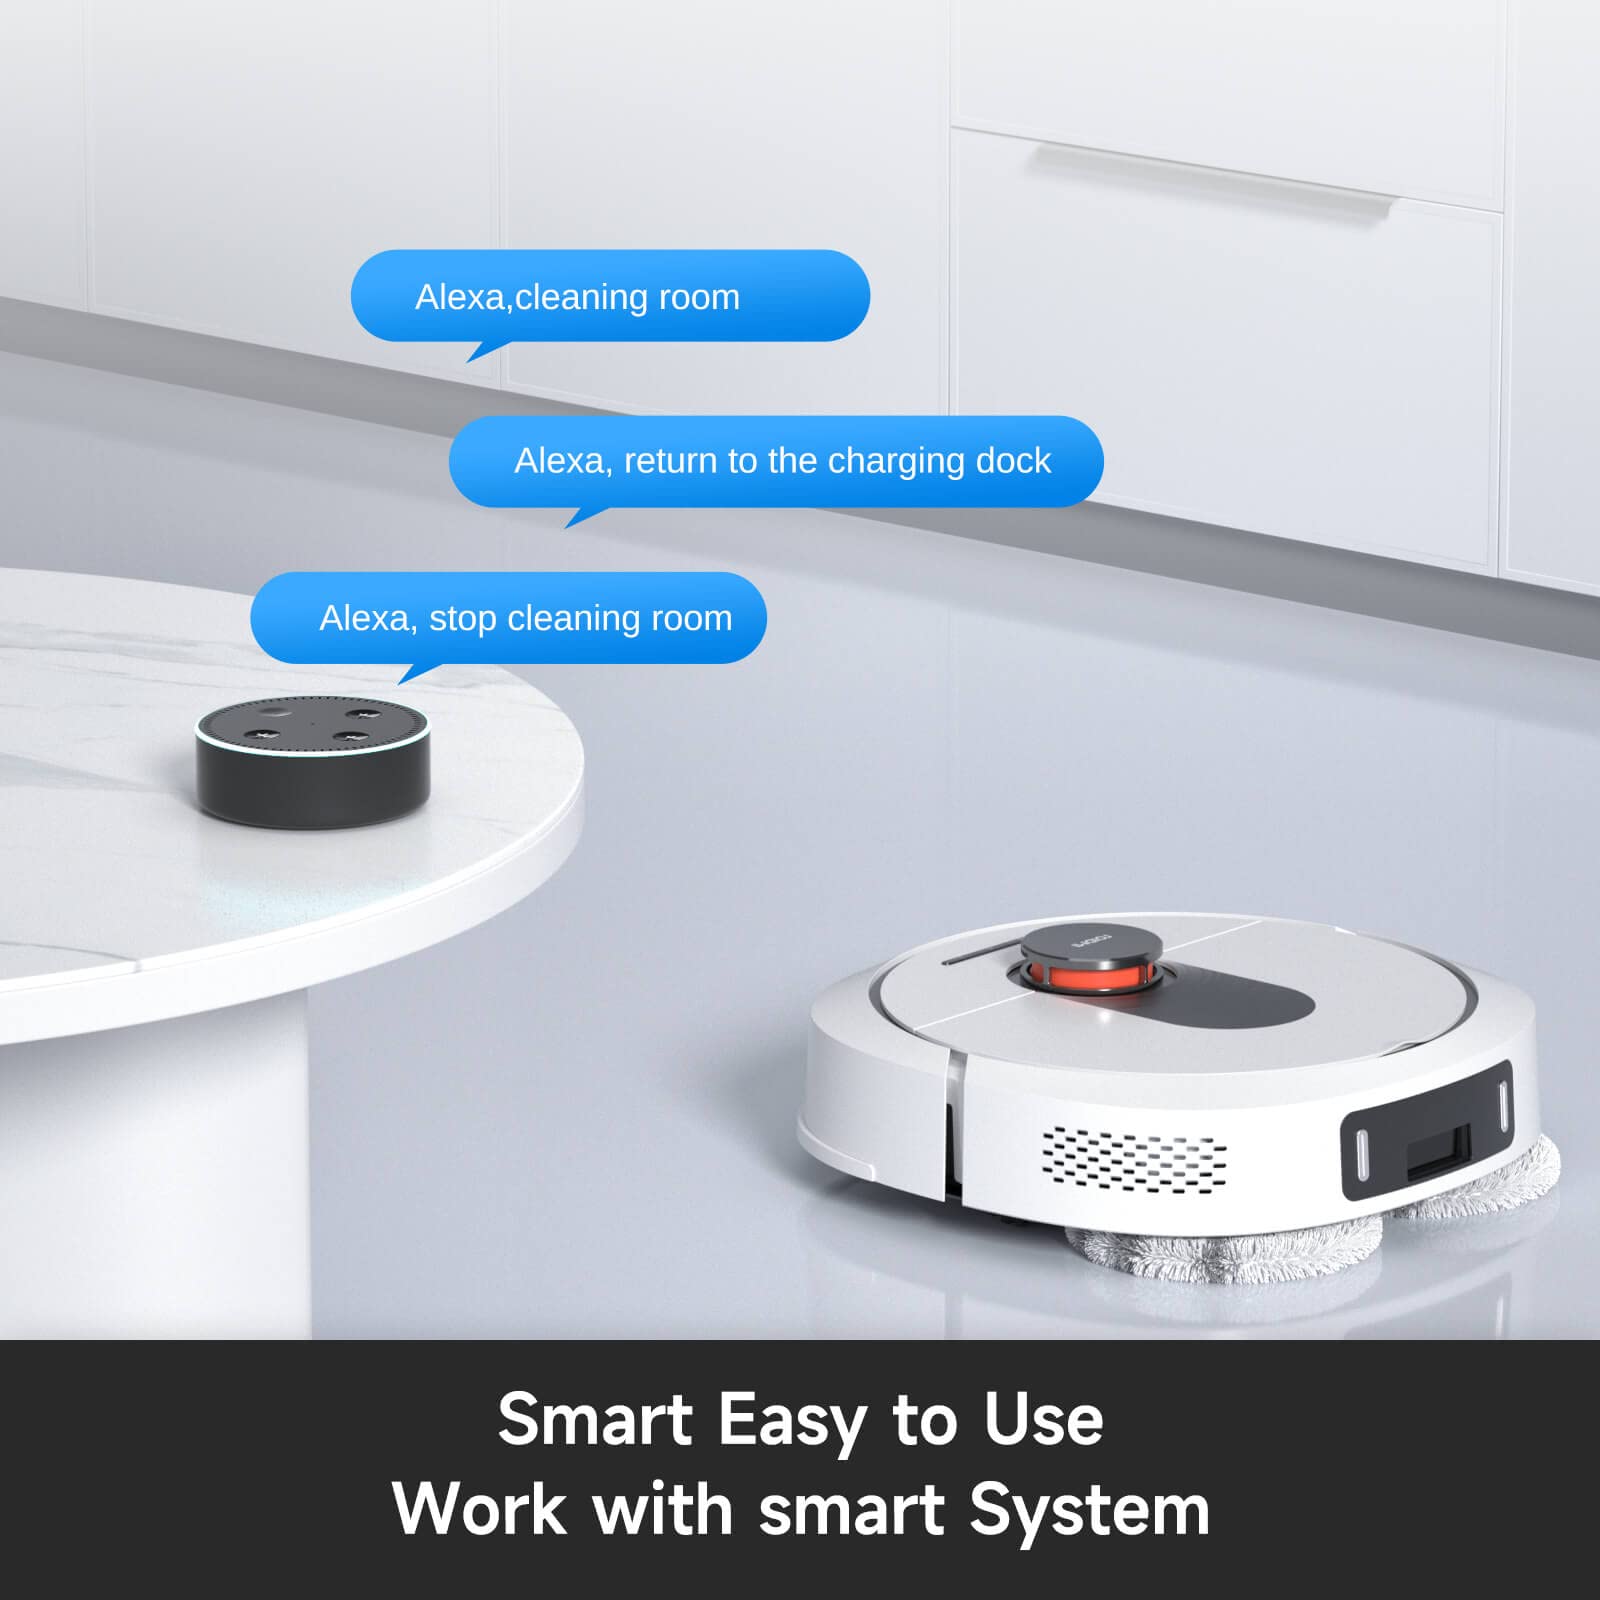 Alexa,cleaning room
Alexa, return to the charging dock
Alexa, stop cleaning room
Smart Easy to Use
Work with smart System